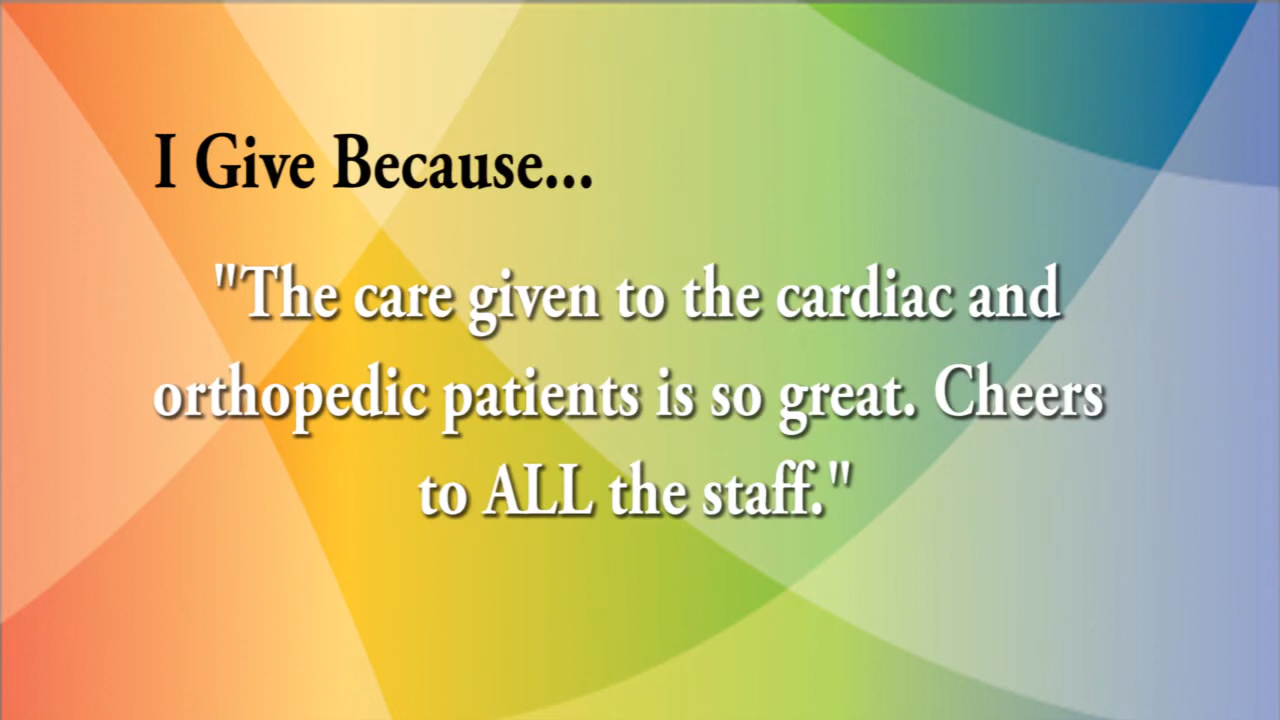 I Give Because...
"The care given to the cardiac and
orthopedic patients is so great. Cheers
to ALL the staff."